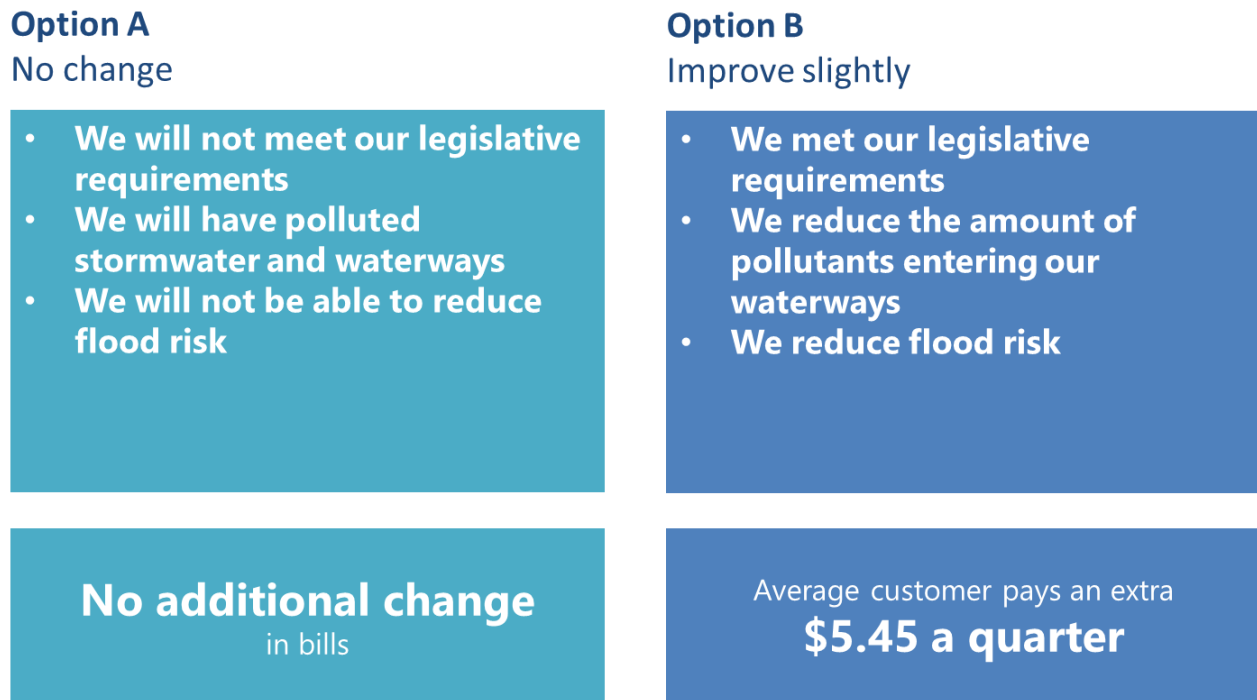 Option A
No change
• We will not meet our legislative
requirements
• We will have polluted
stormwater and waterways
• We will not be able to reduce
flood risk
No additional change
in bills
Option B
Improve slightly
• We met our legislative
requirements
• We reduce the amount of
pollutants entering our
waterways
• We reduce flood risk
Average customer pays an extra
$5.45 a quarter